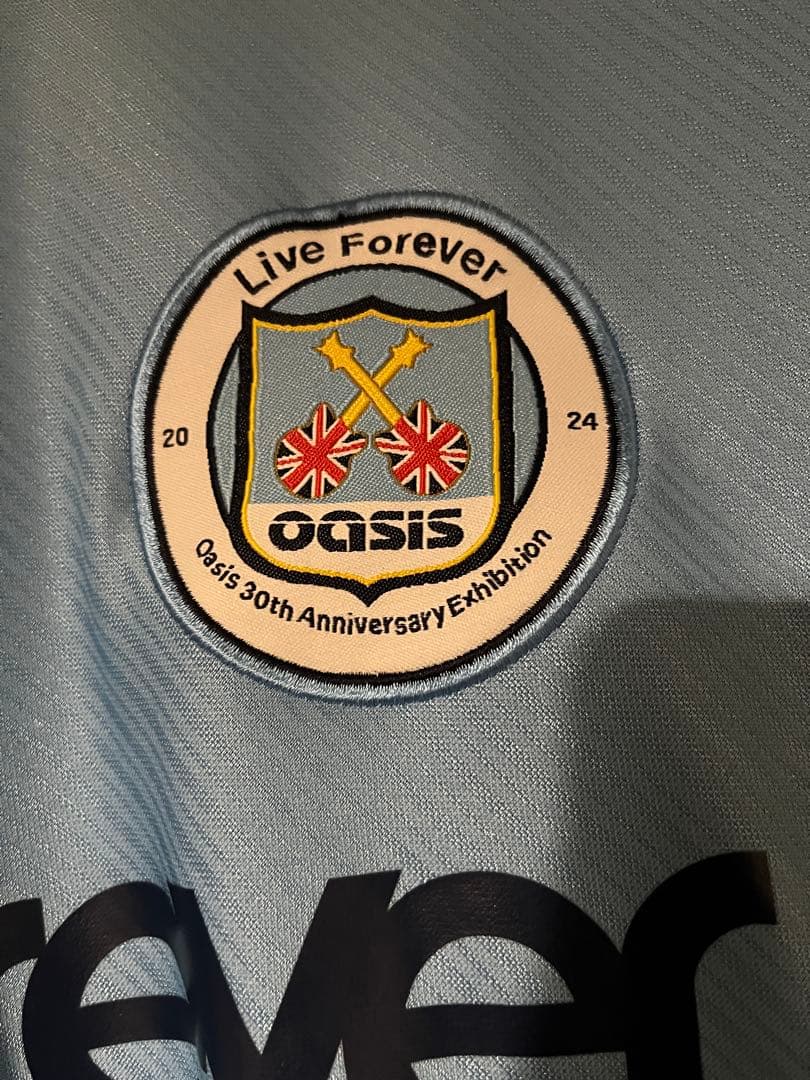 Live Forever
20 24
oasis
Oasis 30th Anniversary Exhibition
rever